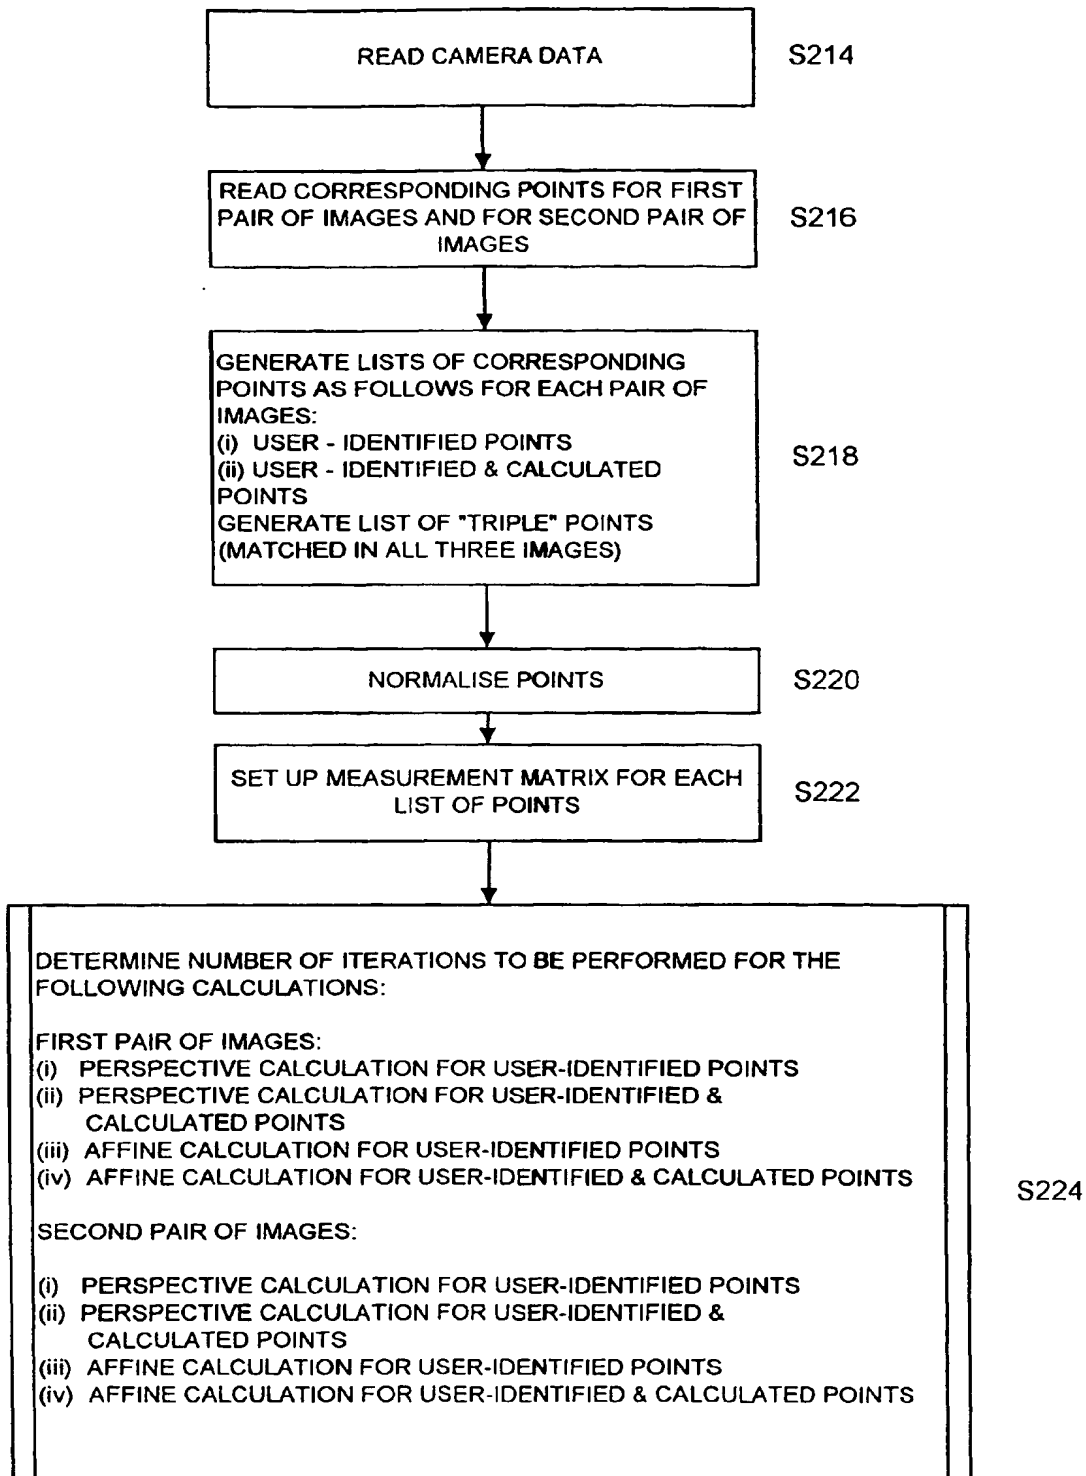 READ CAMERA DATA
S214
READ CORRESPONDING POINTS FOR FIRST
PAIR OF IMAGES AND FOR SECOND PAIR OF
IMAGES
S216
GENERATE LISTS OF CORRESPONDING
POINTS AS FOLLOWS FOR EACH PAIR OF
IMAGES:
(i) USER - IDENTIFIED POINTS
(ii) USER - IDENTIFIED & CALCULATED
POINTS
GENERATE LIST OF "TRIPLE" POINTS
(MATCHED IN ALL THREE IMAGES)
S218
NORMALISE POINTS
S220
SET UP MEASUREMENT MATRIX FOR EACH
LIST OF POINTS
S222
DETERMINE NUMBER OF ITERATIONS TO BE PERFORMED FOR THE
FOLLOWING CALCULATIONS:
FIRST PAIR OF IMAGES:
(i) PERSPECTIVE CALCULATION FOR USER-IDENTIFIED POINTS
(ii) PERSPECTIVE CALCULATION FOR USER-IDENTIFIED &
CALCULATED POINTS
(iii) AFFINE CALCULATION FOR USER-IDENTIFIED POINTS
(iv) AFFINE CALCULATION FOR USER-IDENTIFIED & CALCULATED POINTS
S224
SECOND PAIR OF IMAGES:
(i) PERSPECTIVE CALCULATION FOR USER-IDENTIFIED POINTS
(ii) PERSPECTIVE CALCULATION FOR USER-IDENTIFIED &
CALCULATED POINTS
(iii) AFFINE CALCULATION FOR USER-IDENTIFIED POINTS
(iv) AFFINE CALCULATION FOR USER-IDENTIFIED & CALCULATED POINTS